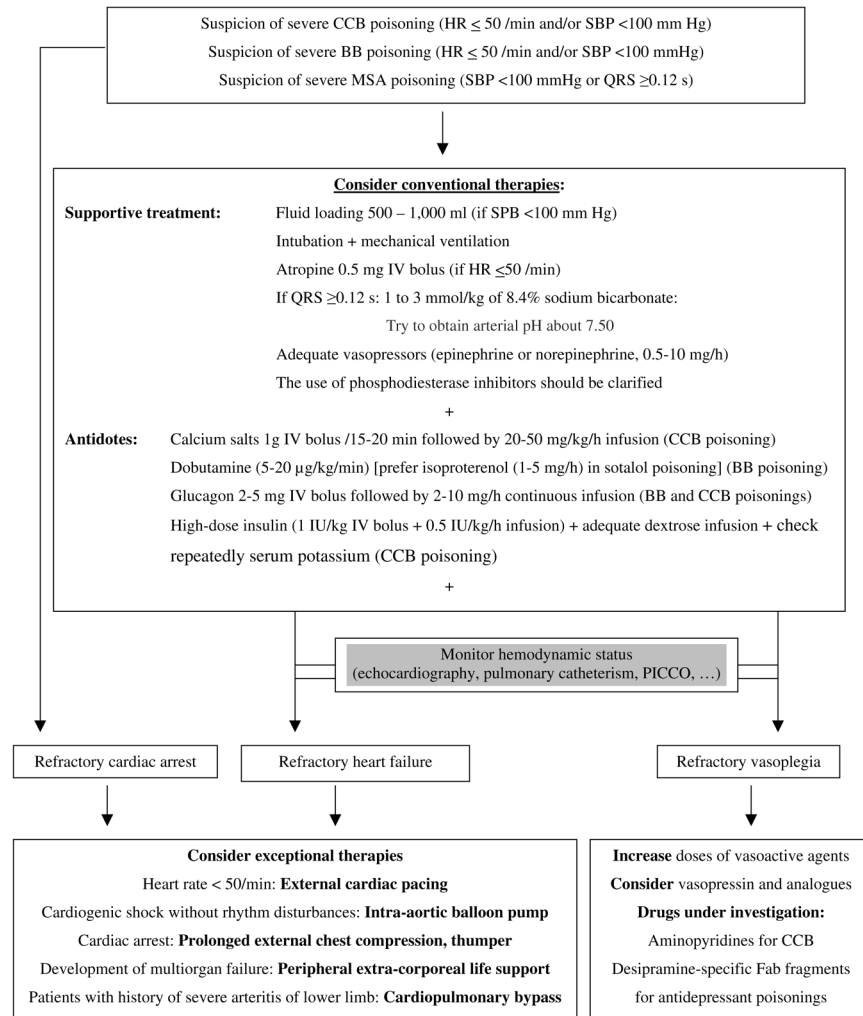 Suspicion of severe CCB poisoning (HR ≤ 50 /min and/or SBP <100 mm Hg)
Suspicion of severe BB poisoning (HR ≤ 50 /min and/or SBP <100 mmHg)
Suspicion of severe MSA poisoning (SBP <100 mmHg or QRS ≥0.12 s)
Consider conventional therapies:
Supportive treatment: Fluid loading 500 – 1,000 ml (if SPB <100 mm Hg)
Intubation + mechanical ventilation
Atropine 0.5 mg IV bolus (if HR ≤50 /min)
If QRS ≥0.12 s: 1 to 3 mmol/kg of 8.4% sodium bicarbonate:
Try to obtain arterial pH about 7.50
Adequate vasopressors (epinephrine or norepinephrine, 0.5-10 mg/h)
The use of phosphodiesterase inhibitors should be clarified
+
Antidotes: Calcium salts 1g IV bolus /15-20 min followed by 20-50 mg/kg/h infusion (CCB poisoning)
Dobutamine (5-20 µg/kg/min) [prefer isoproterenol (1-5 mg/h) in sotalol poisoning] (BB poisoning)
Glucagon 2-5 mg IV bolus followed by 2-10 mg/h continuous infusion (BB and CCB poisonings)
High-dose insulin (1 IU/kg IV bolus + 0.5 IU/kg/h infusion) + adequate dextrose infusion + check
repeatedly serum potassium (CCB poisoning)
+
Monitor hemodynamic status
(echocardiography, pulmonary catheterism, PICCO, …)
Refractory cardiac arrest
Refractory heart failure
Refractory vasoplegia
Consider exceptional therapies
Heart rate < 50/min: External cardiac pacing
Cardiogenic shock without rhythm disturbances: Intra-aortic balloon pump
Cardiac arrest: Prolonged external chest compression, thumper
Development of multiorgan failure: Peripheral extra-corporeal life support
Patients with history of severe arteritis of lower limb: Cardiopulmonary bypass
Increase doses of vasoactive agents
Consider vasopressin and analogues
Drugs under investigation:
Aminopyridines for CCB
Desipramine-specific Fab fragments
for antidepressant poisonings